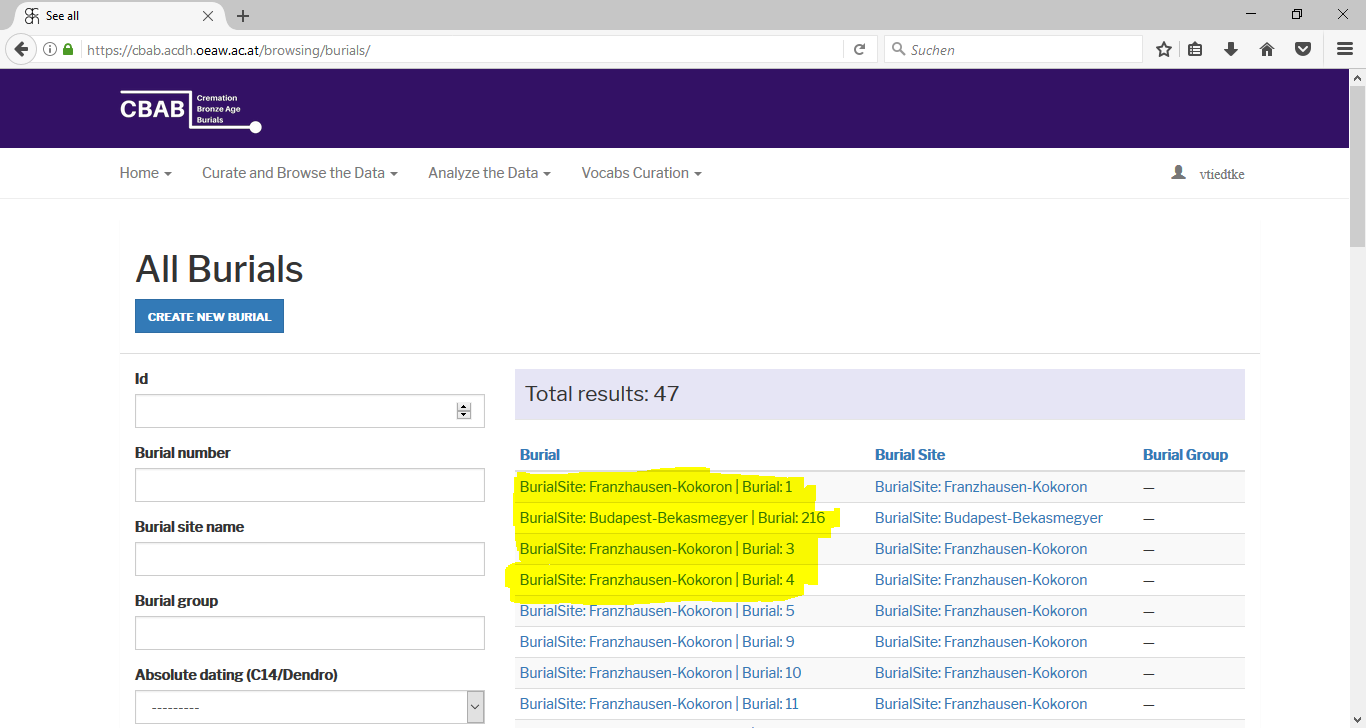 See all
https://cbab.acdh.oeaw.ac.at/browsing/burials/
Suchen
CBAB
Cremation
Bronze Age
Burials
Home
Curate and Browse the Data
Analyze the Data
Vocabs Curation
vtiedtke
All Burials
CREATE NEW BURIAL
Id
Burial number
Burial site name
Burial group
Absolute dating (C14/Dendro)
---------
Total results: 47
Burial Burial Site Burial Group
BurialSite: Franzhausen-Kokoron | Burial: 1 BurialSite: Franzhausen-Kokoron —
BurialSite: Budapest-Bekasmegyer | Burial: 216 BurialSite: Budapest-Bekasmegyer —
BurialSite: Franzhausen-Kokoron | Burial: 3 BurialSite: Franzhausen-Kokoron —
BurialSite: Franzhausen-Kokoron | Burial: 4 BurialSite: Franzhausen-Kokoron —
BurialSite: Franzhausen-Kokoron | Burial: 5 BurialSite: Franzhausen-Kokoron —
BurialSite: Franzhausen-Kokoron | Burial: 9 BurialSite: Franzhausen-Kokoron —
BurialSite: Franzhausen-Kokoron | Burial: 10 BurialSite: Franzhausen-Kokoron —
BurialSite: Franzhausen-Kokoron | Burial: 11 BurialSite: Franzhausen-Kokoron —